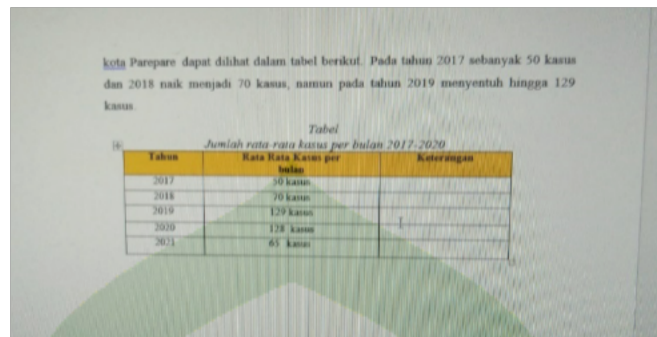 kota Parepare dapat dilihat dalam tabel berikut. Pada tahun 2017 sebanyak 50 kasus
dan 2018 naik menjadi 70 kasus, namun pada tahun 2019 menyentuh hingga 129
kasus.
Tabel
Jumlah rata-rata kasus per bulan 2017-2020
Tahun Rata Rata Kasus per bulan Keterangan
2017 50 kasus
2018 70 kasus
2019 129 kasus
2020 128 kasus
2021 65 kasus